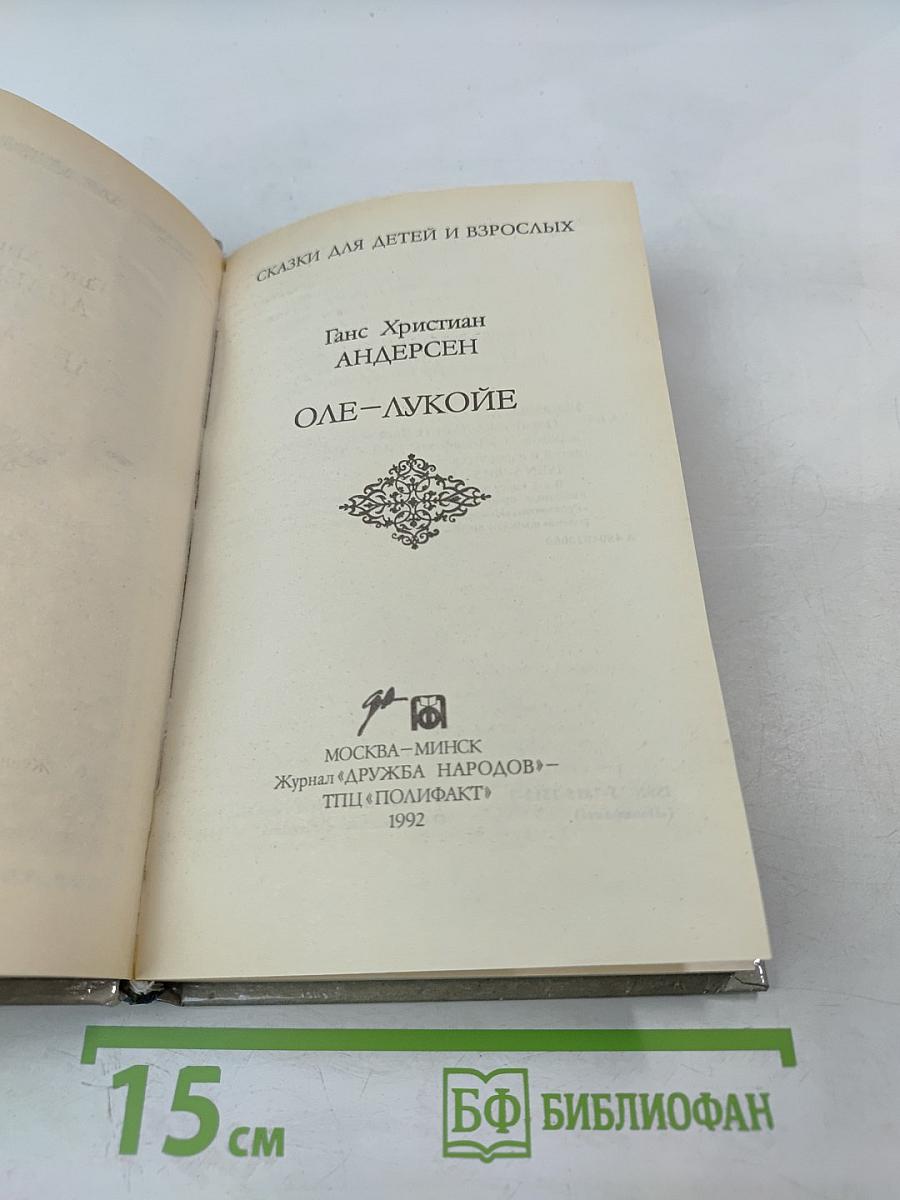 СКАЗКИ ДЛЯ ДЕТЕЙ И ВЗРОСЛЫХ
Ганс Христиан
АНДЕРСЕН
ОЛЕ-ЛУКОЙЕ
МОСКВА-МИНСК
Журнал «ДРУЖБА НАРОДОВ»-
ТПЦ «ПОЛИФАКТ»
1992
15 см
БФ БИБЛИОФАН